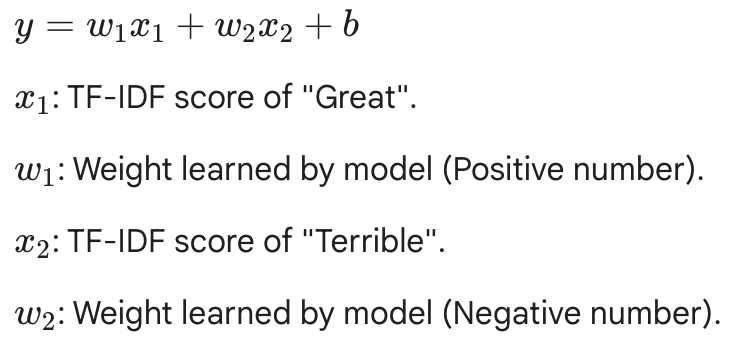 y = w₁x₁ + w₂x₂ + b
x₁: TF-IDF score of "Great".
w₁: Weight learned by model (Positive number).
x₂: TF-IDF score of "Terrible".
w₂: Weight learned by model (Negative number).